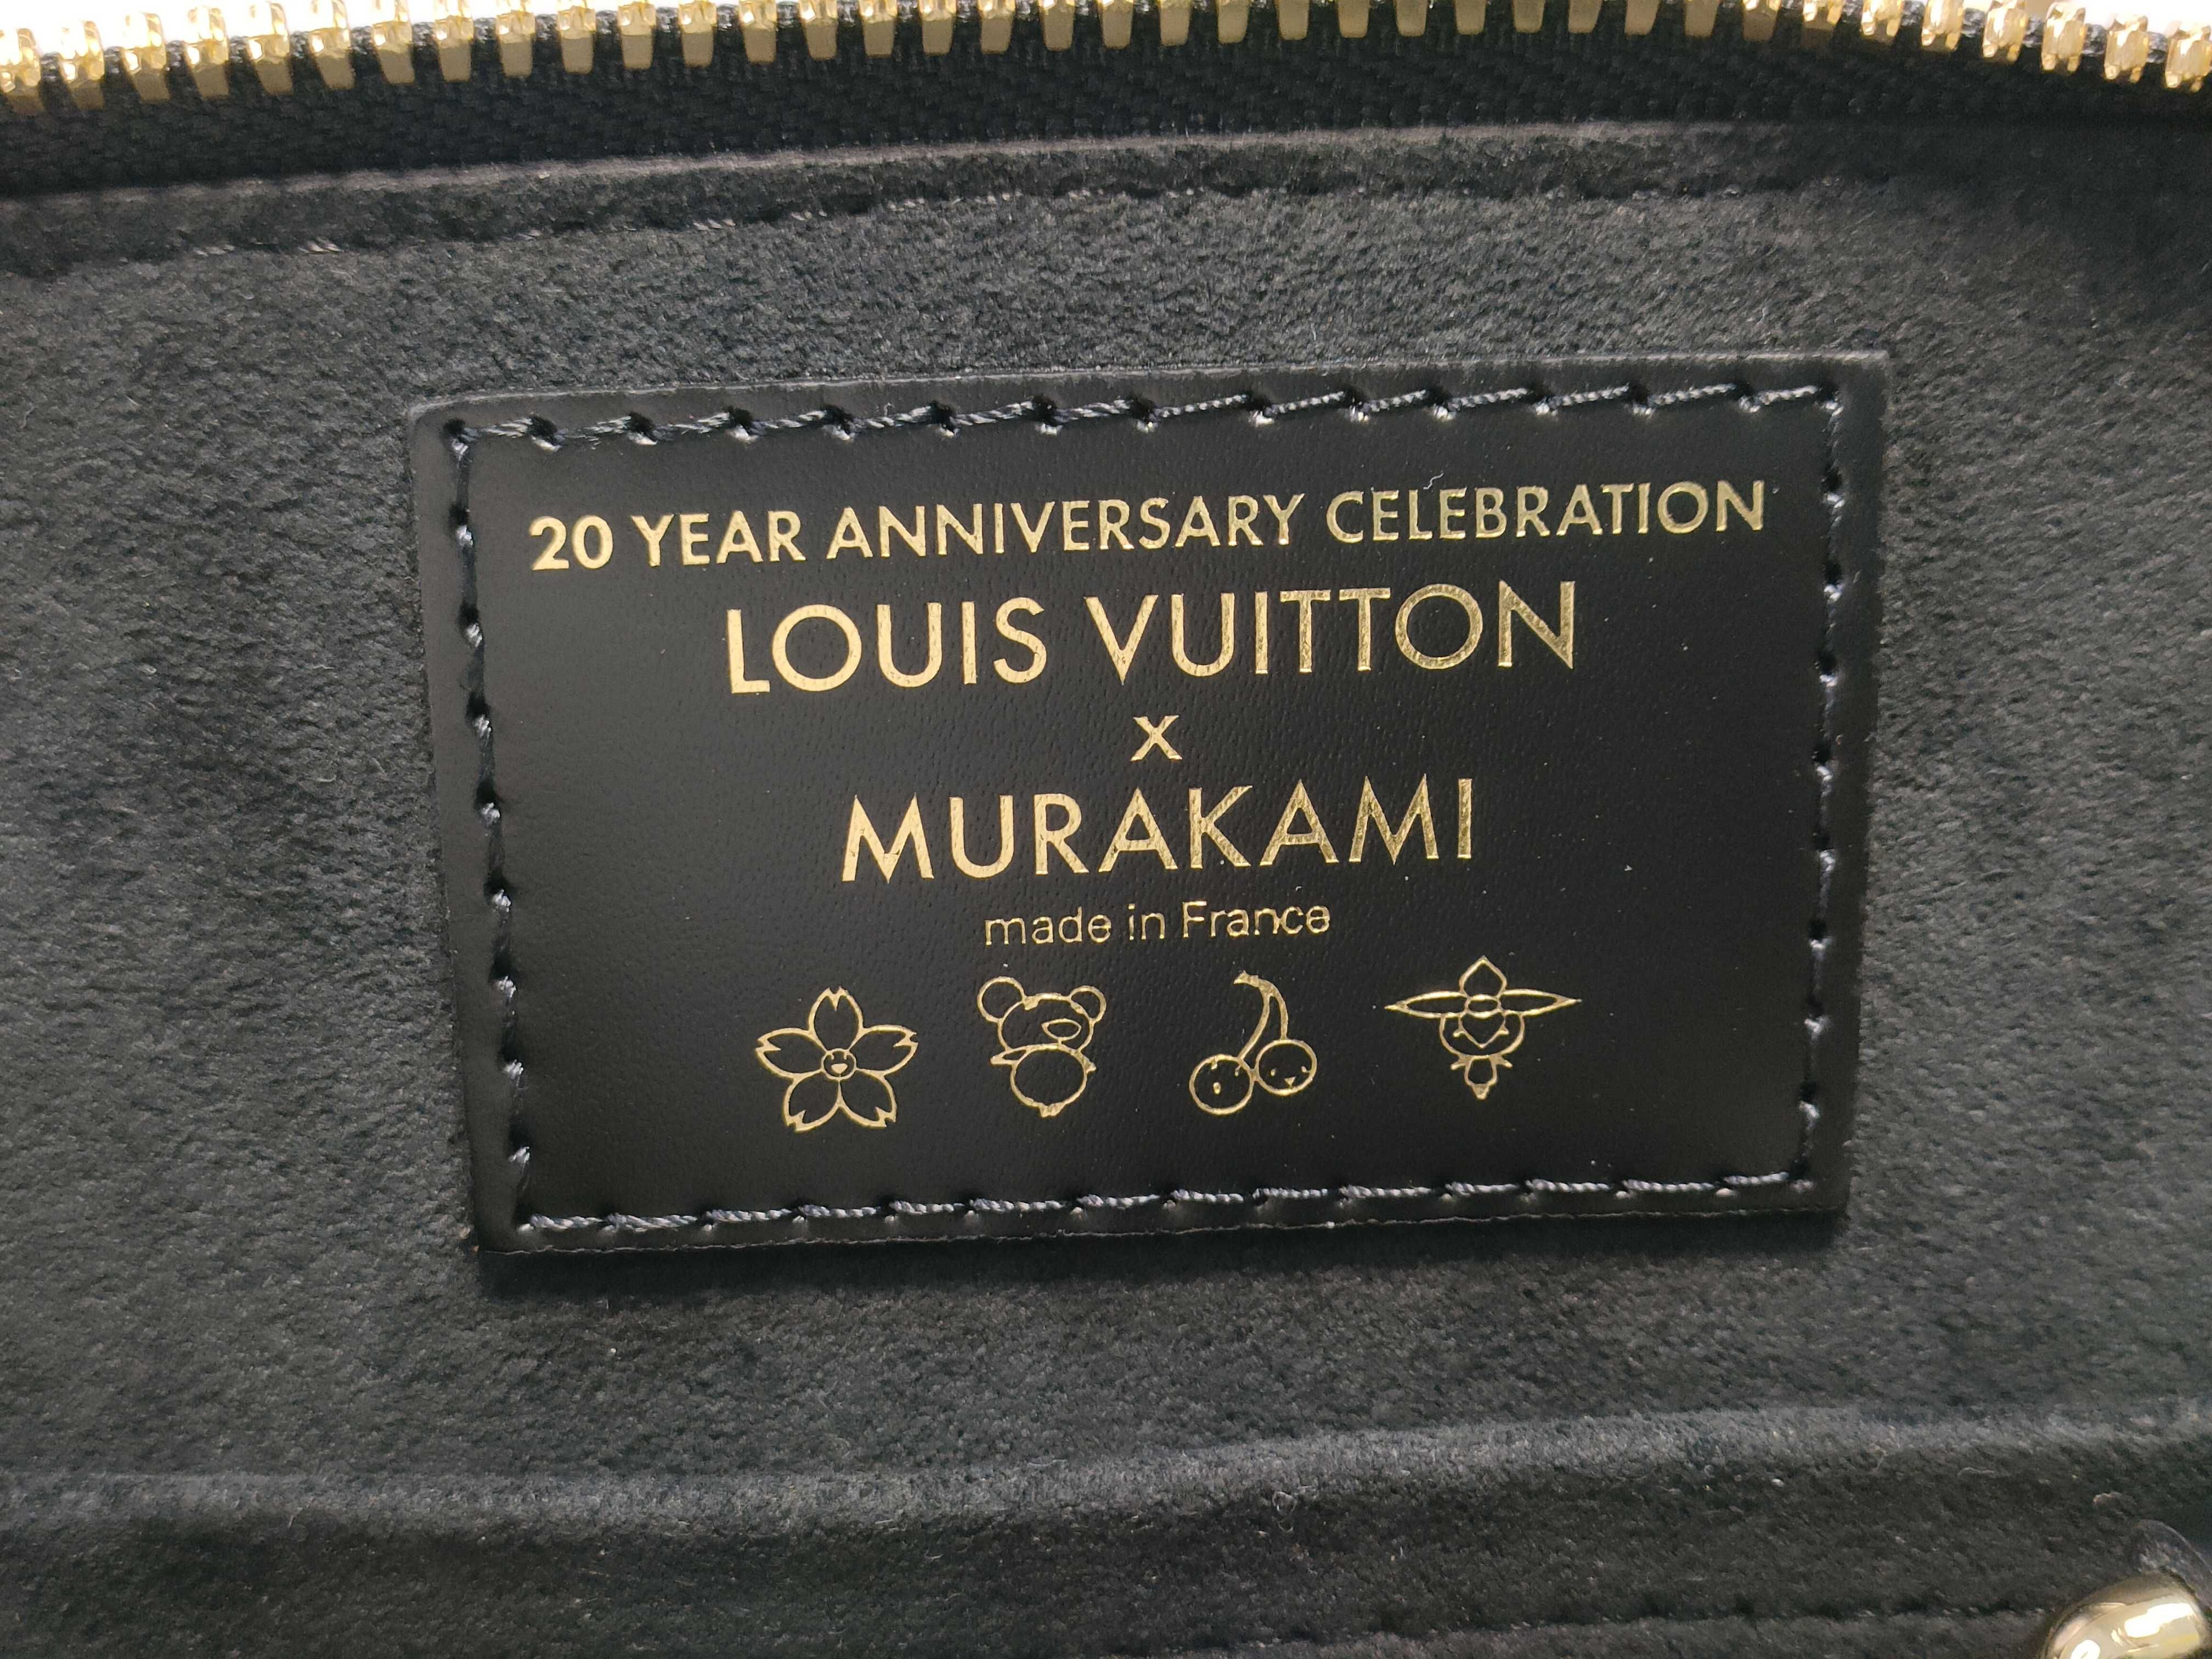 20 YEAR ANNIVERSARY CELEBRATION
LOUIS VUITTON
x
MURAKAMI
made in France